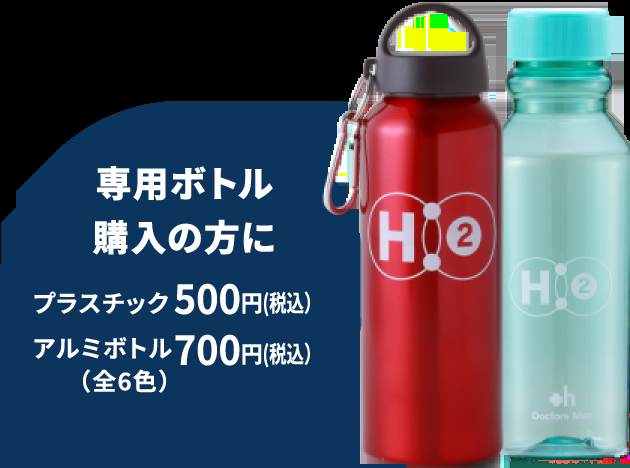 専用ボトル
購入の方に
プラスチック500円(税込)
アルミボトル700円(税込)
(全6色)
H2
H2
+h